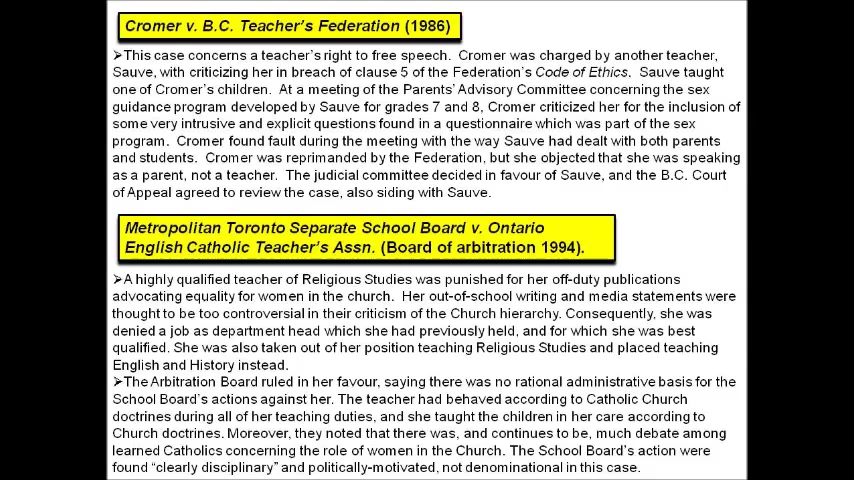 Cromer v. B.C. Teacher's Federation (1986)
➢This case concerns a teacher's right to free speech. Cromer was charged by another teacher,
Sauve, with criticizing her in breach of clause 5 of the Federation's Code of Ethics. Sauve taught
one of Cromer's children. At a meeting of the Parents' Advisory Committee concerning the sex
guidance program developed by Sauve for grades 7 and 8, Cromer criticized her for the inclusion of
some very intrusive and explicit questions found in a questionnaire which was part of the sex
program. Cromer found fault during the meeting with the way Sauve had dealt with both parents
and students. Cromer was reprimanded by the Federation, but she objected that she was speaking
as a parent, not a teacher. The judicial committee decided in favour of Sauve, and the B.C. Court
of Appeal agreed to review the case, also siding with Sauve.
Metropolitan Toronto Separate School Board v. Ontario
English Catholic Teacher's Assn. (Board of arbitration 1994).
➢A highly qualified teacher of Religious Studies was punished for her off-duty publications
advocating equality for women in the church. Her out-of-school writing and media statements were
thought to be too controversial in their criticism of the Church hierarchy. Consequently, she was
denied a job as department head which she had previously held, and for which she was best
qualified. She was also taken out of her position teaching Religious Studies and placed teaching
English and History instead.
➢The Arbitration Board ruled in her favour, saying there was no rational administrative basis for the
School Board's actions against her. The teacher had behaved according to Catholic Church
doctrines during all of her teaching duties, and she taught the children in her care according to
Church doctrines. Moreover, they noted that there was, and continues to be, much debate among
learned Catholics concerning the role of women in the Church. The School Board's action were
found "clearly disciplinary" and politically-motivated, not denominational in this case.